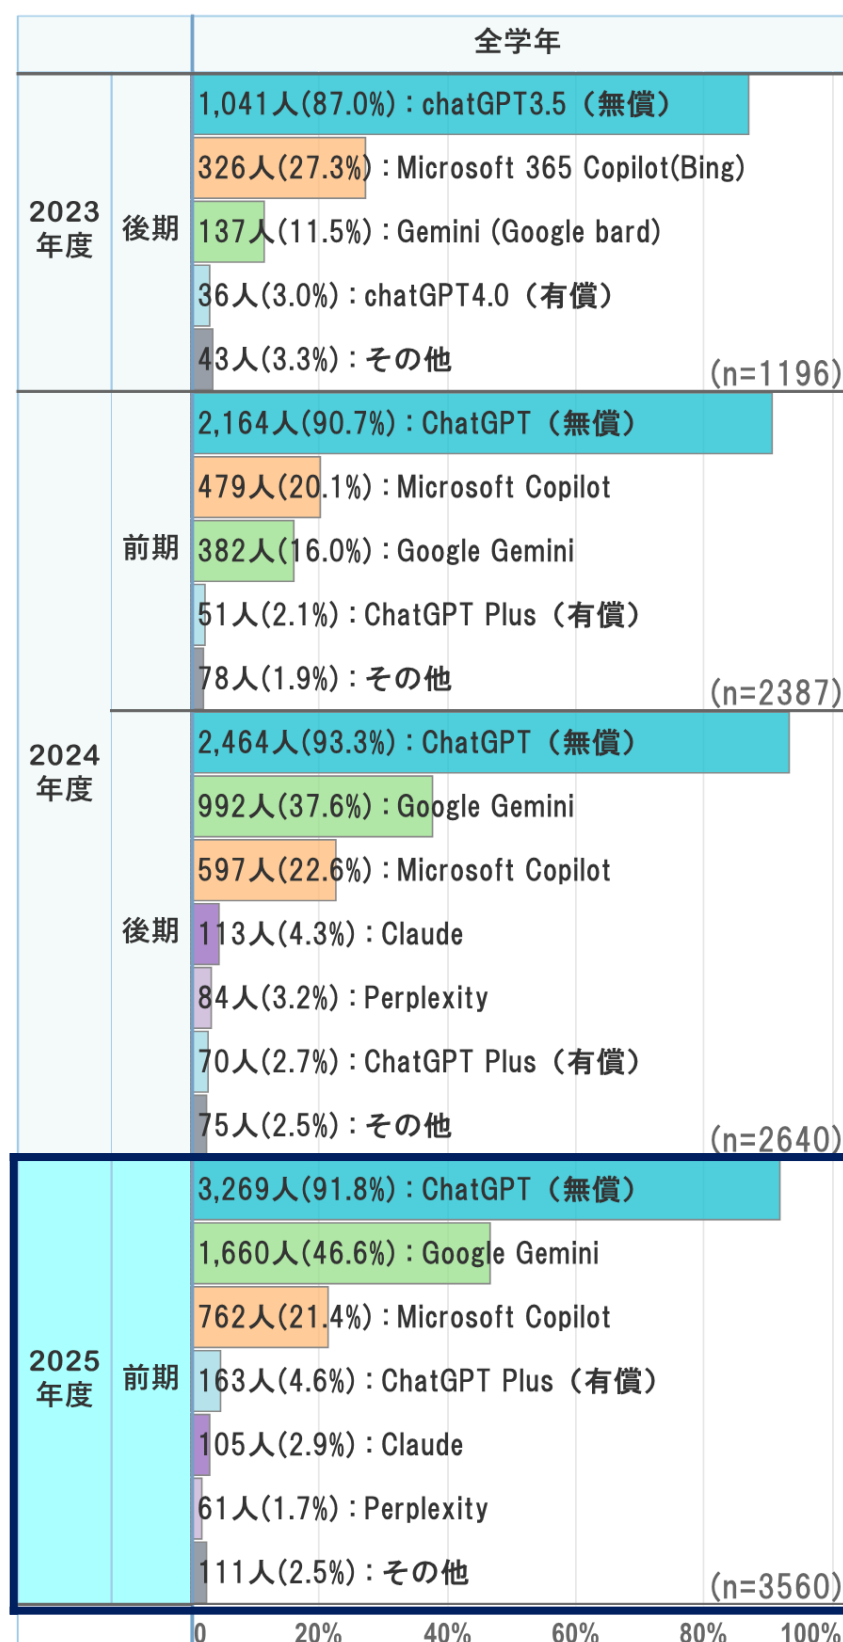 全学年
2023
年度
後期
1,041人(87.0%)：chatGPT3.5（無償）
326人(27.3%)：Microsoft 365 Copilot(Bing)
137人(11.5%)：Gemini (Google bard)
36人(3.0%)：chatGPT4.0（有償）
43人(3.3%)：その他
(n=1196)
2024
年度
前期
2,164人(90.7%)：ChatGPT（無償）
479人(20.1%)：Microsoft Copilot
382人(16.0%)：Google Gemini
51人(2.1%)：ChatGPT Plus（有償）
78人(1.9%)：その他
(n=2387)
後期
2,464人(93.3%)：ChatGPT（無償）
992人(37.6%)：Google Gemini
597人(22.6%)：Microsoft Copilot
113人(4.3%)：Claude
84人(3.2%)：Perplexity
70人(2.7%)：ChatGPT Plus（有償）
75人(2.5%)：その他
(n=2640)
2025
年度
前期
3,269人(91.8%)：ChatGPT（無償）
1,660人(46.6%)：Google Gemini
762人(21.4%)：Microsoft Copilot
163人(4.6%)：ChatGPT Plus（有償）
105人(2.9%)：Claude
61人(1.7%)：Perplexity
111人(2.5%)：その他
(n=3560)
0 20% 40% 60% 80% 100%